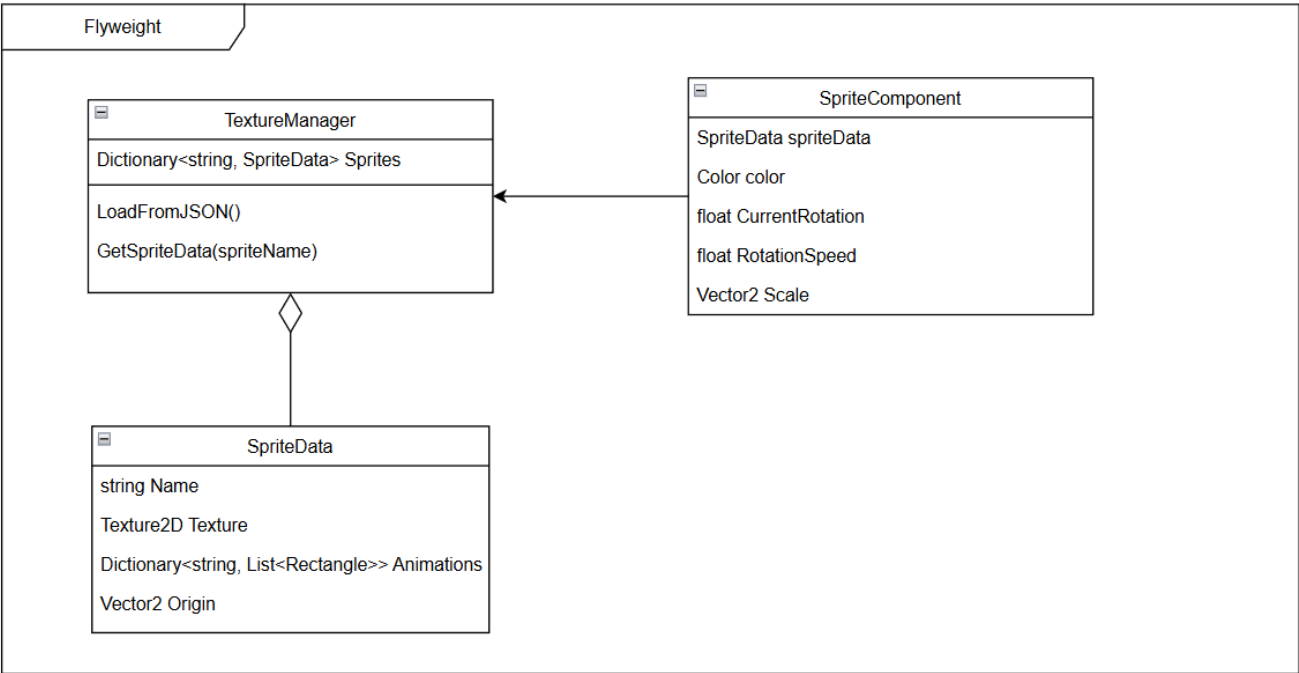 Flyweight
TextureManager
Dictionary<string, SpriteData> Sprites
LoadFromJSON()
GetSpriteData(spriteName)
SpriteComponent
SpriteData spriteData
Color color
float CurrentRotation
float RotationSpeed
Vector2 Scale
SpriteData
string Name
Texture2D Texture
Dictionary<string, List<Rectangle>> Animations
Vector2 Origin